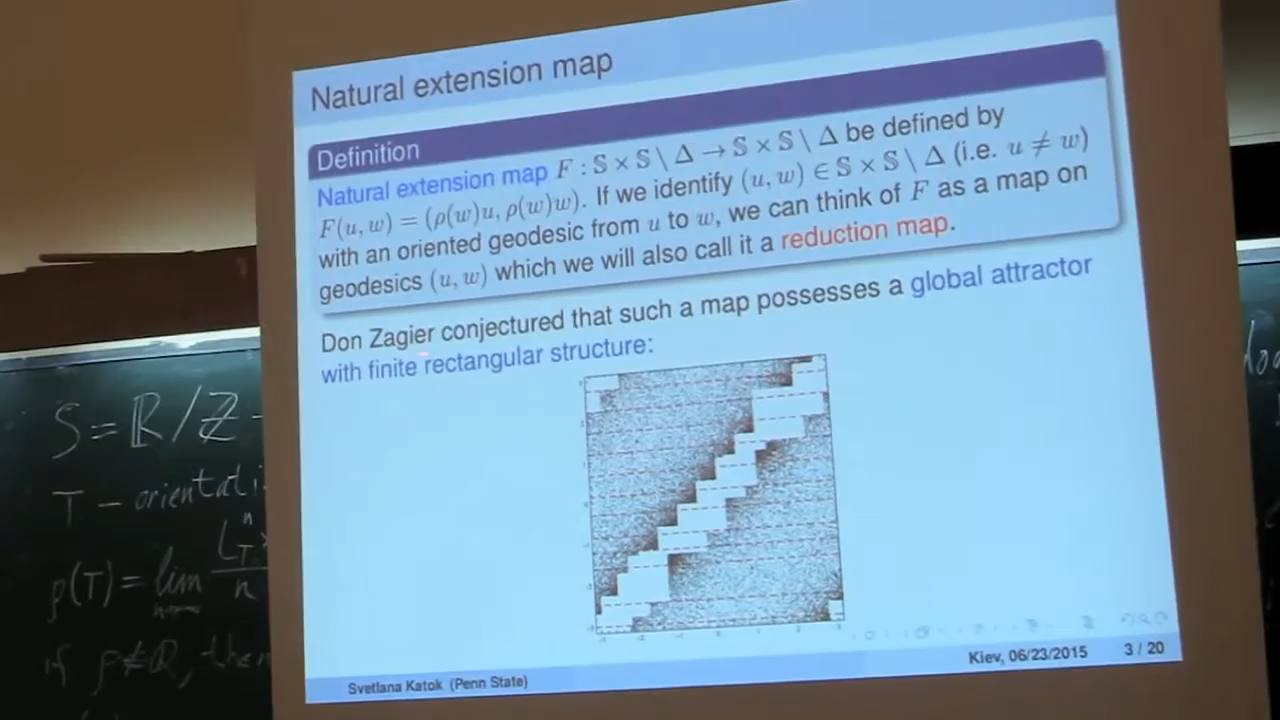 Natural extension map
Definition
Natural extension map F : S × S \ Δ → S × S \ Δ be defined by
F(u, w) = (ρ(w)u, ρ(w)w). If we identify (u, w) ∈ S × S \ Δ (i.e. u ≠ w)
with an oriented geodesic from u to w, we can think of F as a map on
geodesics (u, w) which we will also call it a reduction map.
Don Zagier conjectured that such a map possesses a global attractor
with finite rectangular structure:
Svetlana Katok (Penn State)
Kiev, 06/23/2015
3 / 20
S = ℝ/ℤ -
T - orientati
ρ(T) = lim
n
if ρ∉ℚ, then